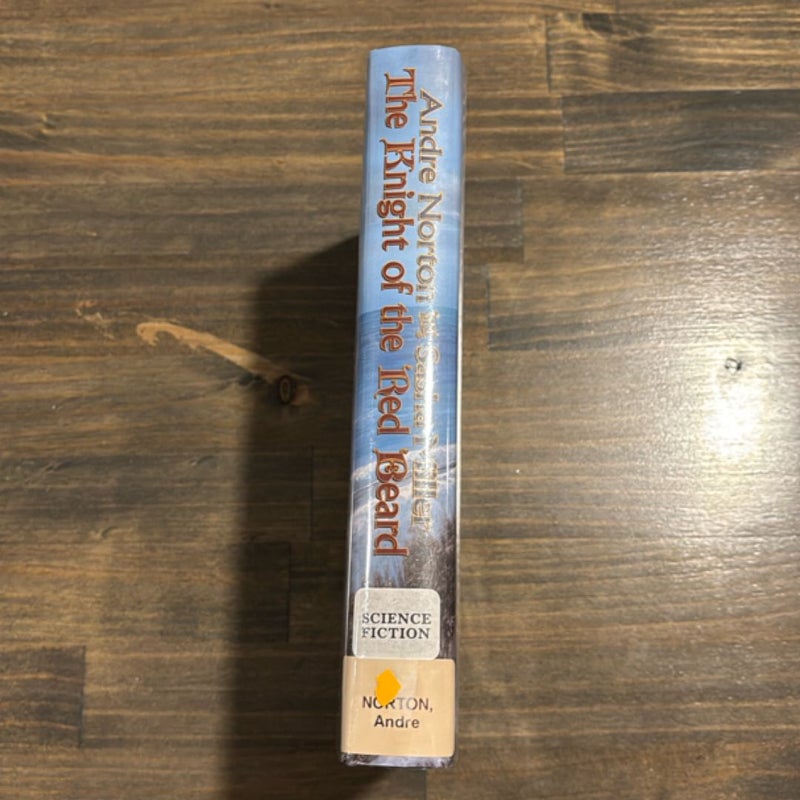 Andre Norton & Sasha Miller
The Knight of the Red Beard
SCIENCE
FICTION
NORTON,
Andre